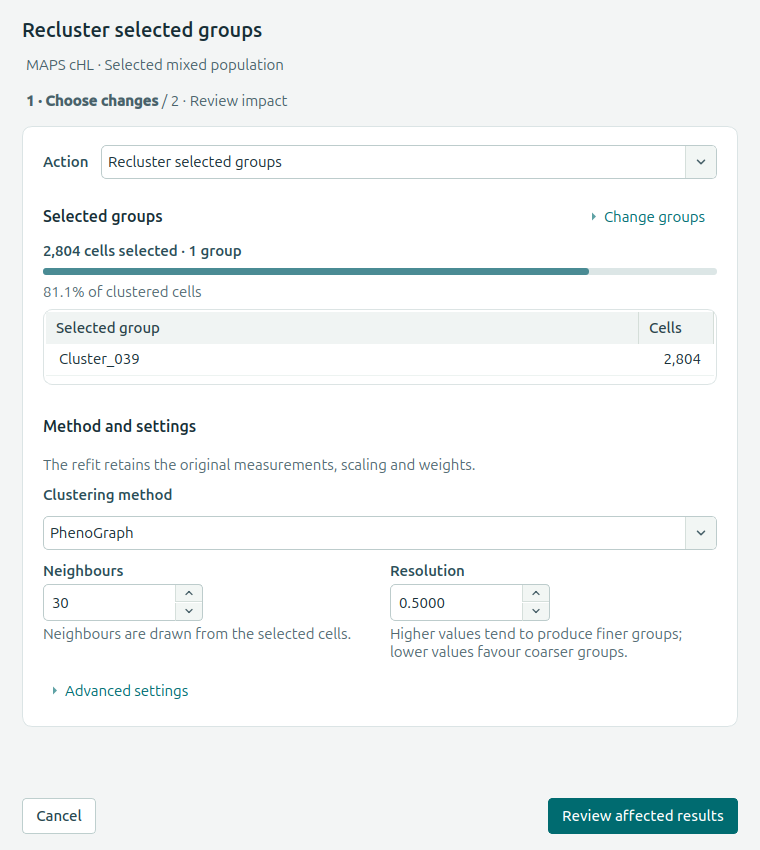 Recluster selected groups
MAPS cHL · Selected mixed population
1 · Choose changes / 2 · Review impact
Action
Recluster selected groups
Selected groups
Change groups
2,804 cells selected · 1 group
81.1% of clustered cells
Selected group
Cells
Cluster_039
2,804
Method and settings
The refit retains the original measurements, scaling and weights.
Clustering method
PhenoGraph
Neighbours
Resolution
30
0.5000
Neighbours are drawn from the selected cells.
Higher values tend to produce finer groups;
lower values favour coarser groups.
Advanced settings
Cancel
Review affected results